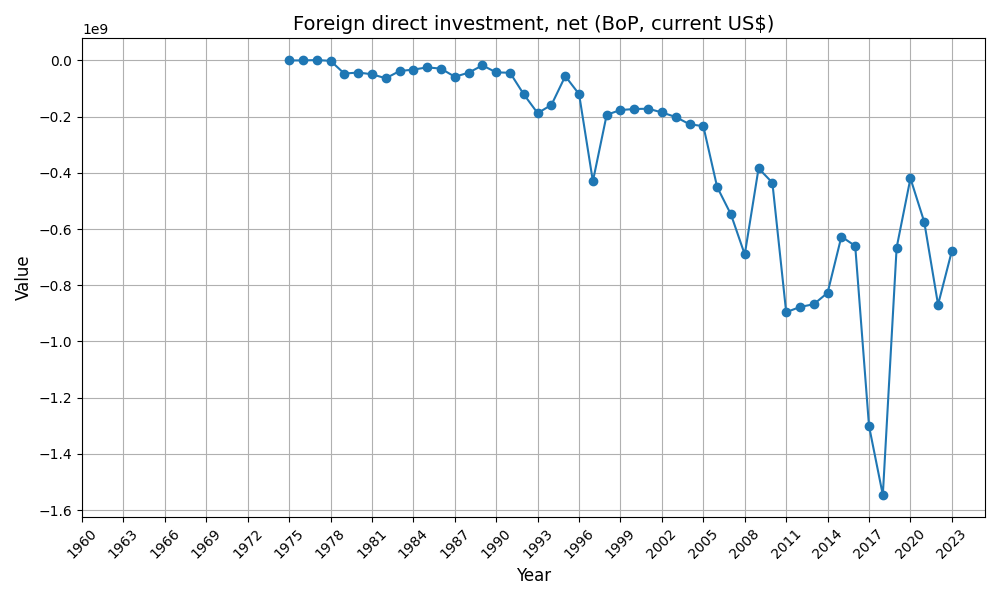 Foreign direct investment, net (BoP, current US$)
1e9
0.0
−0.2
−0.4
−0.6
−0.8
−1.0
−1.2
−1.4
−1.6
Value
1960 1963 1966 1969 1972 1975 1978 1981 1984 1987 1990 1993 1996 1999 2002 2005 2008 2011 2014 2017 2020 2023
Year